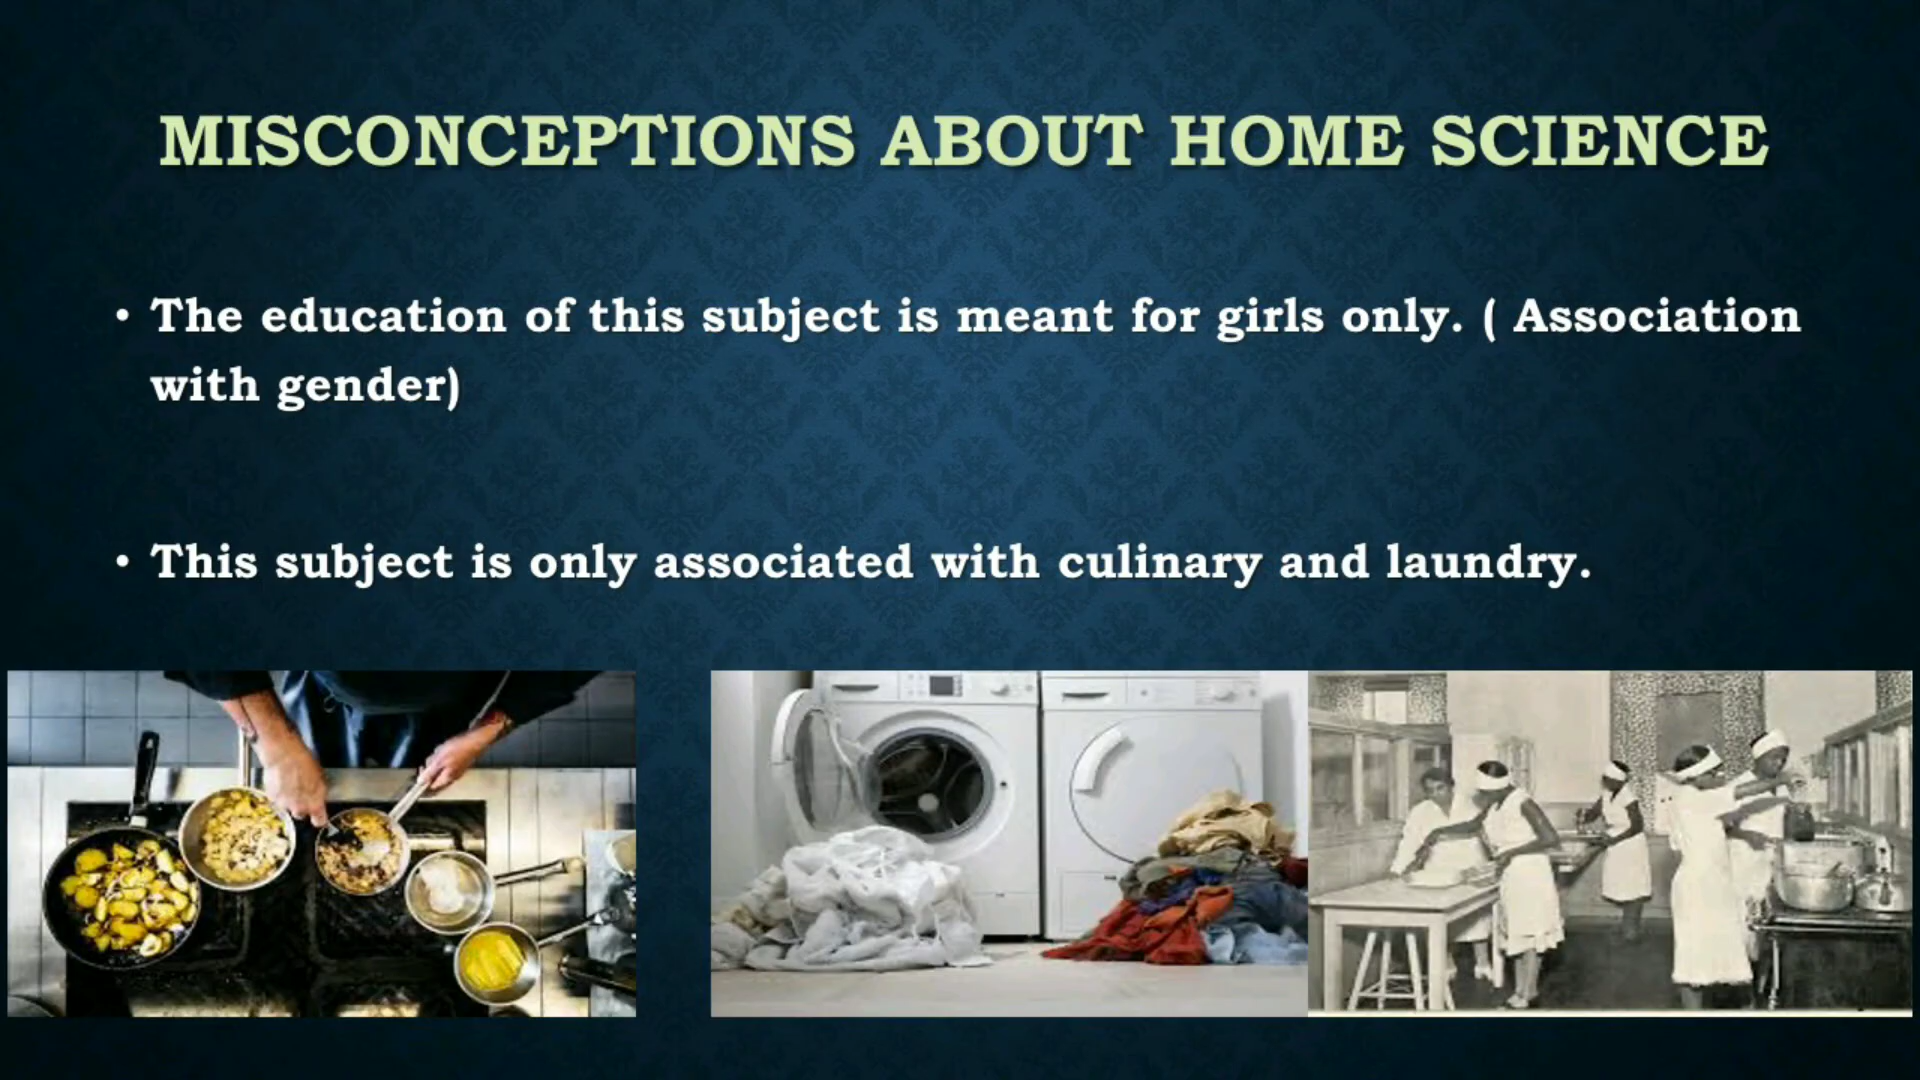 MISCONCEPTIONS ABOUT HOME SCIENCE
• The education of this subject is meant for girls only. ( Association
with gender)
• This subject is only associated with culinary and laundry.